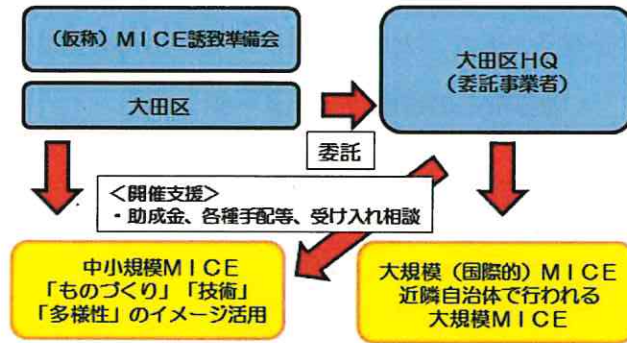 (仮称)MICE誘致準備会
大田区
大田区HQ
(委託事業者)
委託
<開催支援>
・助成金、各種手配等、受け入れ相談
中小規模MICE
「ものづくり」「技術」
「多様性」のイメージ活用
大規模(国際的)MICE
近隣自治体で行われる
大規模MICE